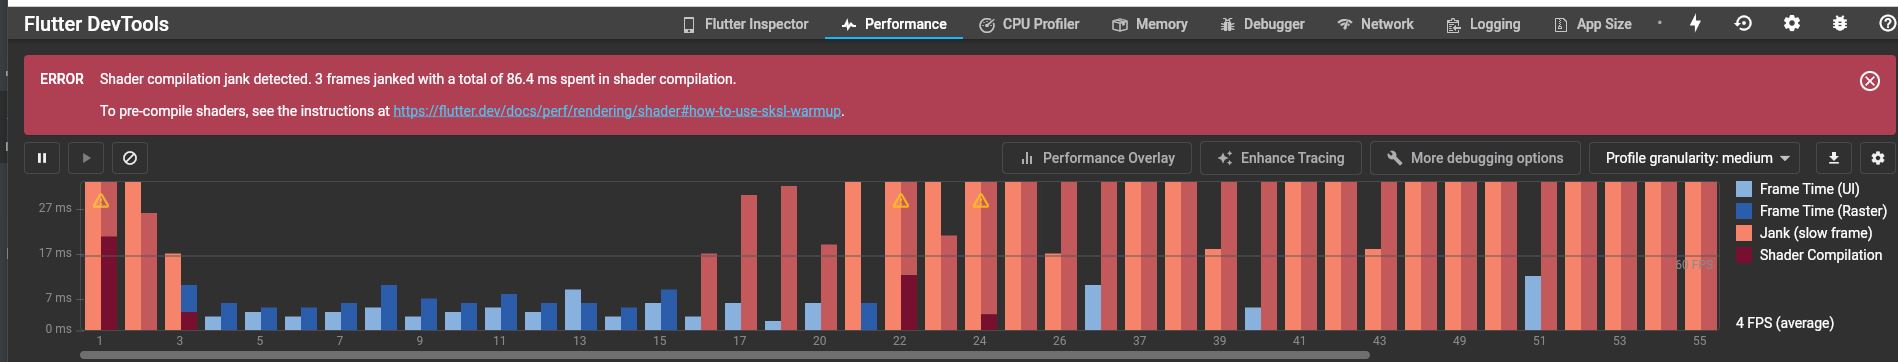 Flutter DevTools
Flutter Inspector Performance CPU Profiler Memory Debugger Network Logging App Size
ERROR Shader compilation jank detected. 3 frames janked with a total of 86.4 ms spent in shader compilation.
To pre-compile shaders, see the instructions at https://flutter.dev/docs/perf/rendering/shader#how-to-use-sksl-warmup.
Performance Overlay Enhance Tracing More debugging options Profile granularity: medium
27 ms
17 ms
7 ms
0 ms
60 FPS
1 3 5 7 9 11 13 15 17 20 22 24 26 37 39 41 43 49 51 53 55
Frame Time (UI)
Frame Time (Raster)
Jank (slow frame)
Shader Compilation
4 FPS (average)